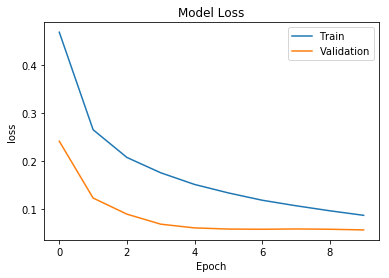 Model Loss
Train
Validation
loss
0.4
0.3
0.2
0.1
0 2 4 6 8
Epoch